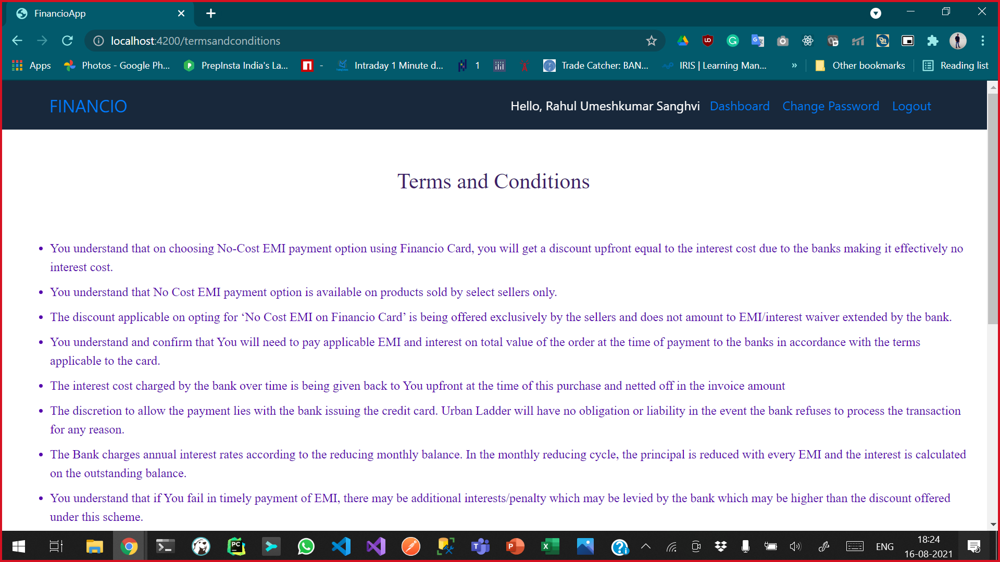 FinancioApp
localhost:4200/termsandconditions
Apps
Photos - Google Ph...
PrepInsta India's La...
-
Intraday 1 Minute d...
1
Trade Catcher: BAN...
IRIS | Learning Man...
»
Other bookmarks
Reading list
FINANCIO
Hello, Rahul Umeshkumar Sanghvi
Dashboard
Change Password
Logout
Terms and Conditions
• You understand that on choosing No-Cost EMI payment option using Financio Card, you will get a discount upfront equal to the interest cost due to the banks making it effectively no
interest cost.
• You understand that No Cost EMI payment option is available on products sold by select sellers only.
• The discount applicable on opting for ‘No Cost EMI on Financio Card’ is being offered exclusively by the sellers and does not amount to EMI/interest waiver extended by the bank.
• You understand and confirm that You will need to pay applicable EMI and interest on total value of the order at the time of payment to the banks in accordance with the terms
applicable to the card.
• The interest cost charged by the bank over time is being given back to You upfront at the time of this purchase and netted off in the invoice amount
• The discretion to allow the payment lies with the bank issuing the credit card. Urban Ladder will have no obligation or liability in the event the bank refuses to process the transaction
for any reason.
• The Bank charges annual interest rates according to the reducing monthly balance. In the monthly reducing cycle, the principal is reduced with every EMI and the interest is calculated
on the outstanding balance.
• You understand that if You fail in timely payment of EMI, there may be additional interests/penalty which may be levied by the bank which may be higher than the discount offered
under this scheme.
ENG
18:24
16-08-2021